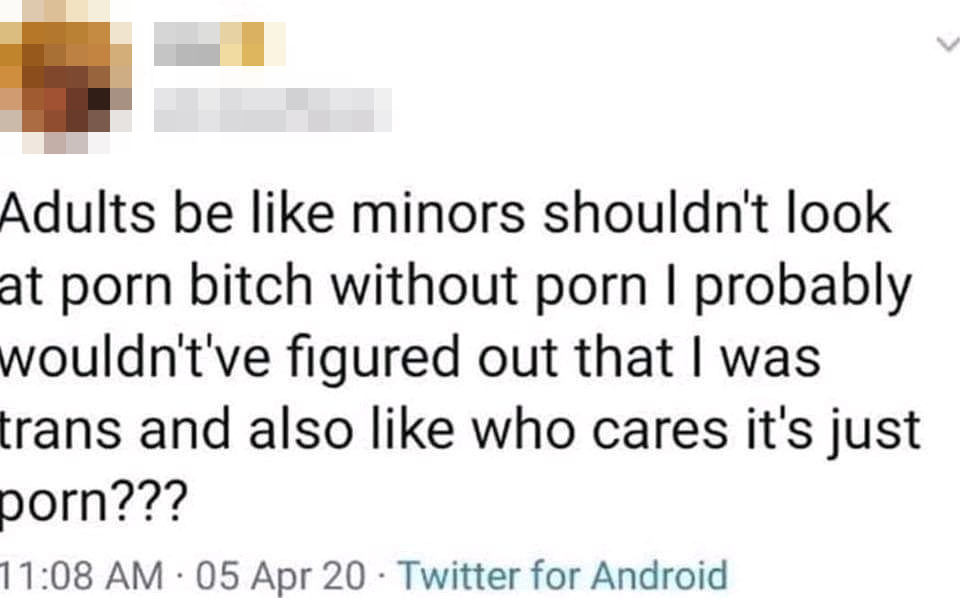 Adults be like minors shouldn't look
at porn bitch without porn I probably
wouldn't've figured out that I was
trans and also like who cares it's just
porn???
11:08 AM · 05 Apr 20 · Twitter for Android